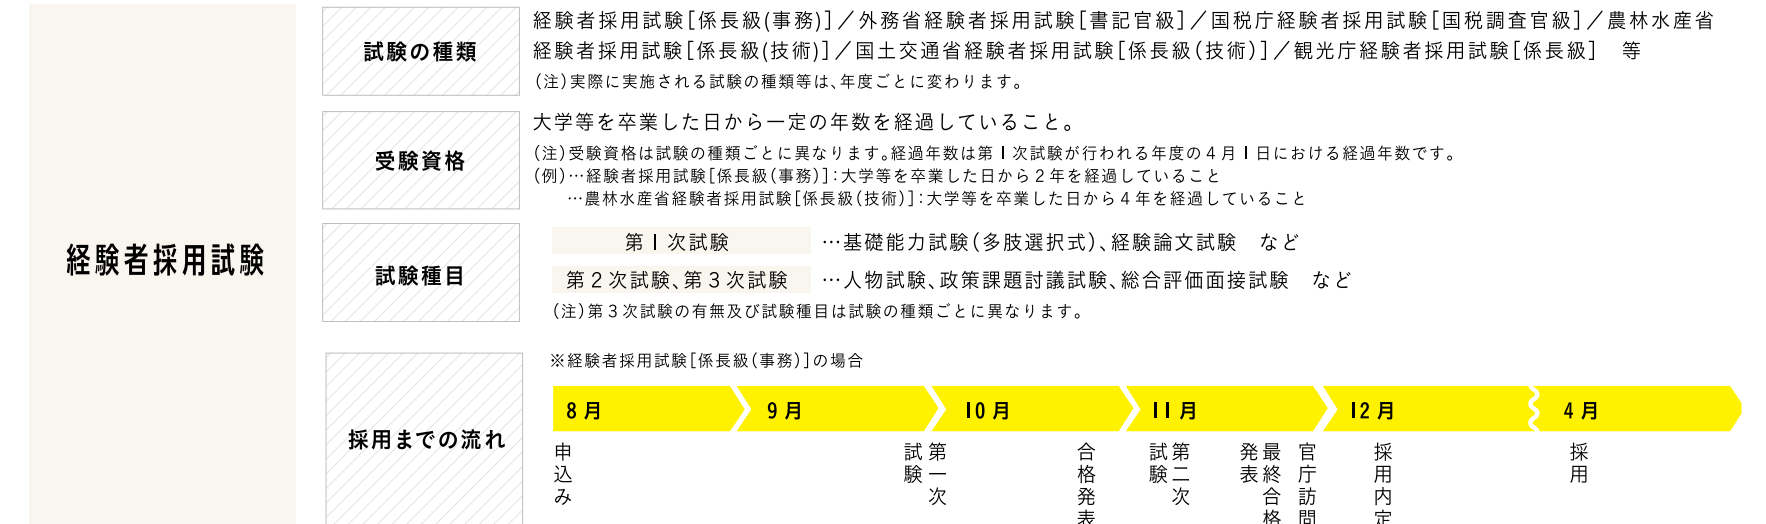 経験者採用試験
試験の種類
経験者採用試験[係長級(事務)]／外務省経験者採用試験[書記官級]／国税庁経験者採用試験[国税調査官級]／農林水産省
経験者採用試験[係長級(技術)]／国土交通省経験者採用試験[係長級(技術)]／観光庁経験者採用試験[係長級]　等
(注)実際に実施される試験の種類等は、年度ごとに変わります。
受験資格
大学等を卒業した日から一定の年数を経過していること。
(注)受験資格は試験の種類ごとに異なります。経過年数は第1次試験が行われる年度の4月1日における経過年数です。
(例)…経験者採用試験[係長級(事務)]：大学等を卒業した日から2年を経過していること
…農林水産省経験者採用試験[係長級(技術)]：大学等を卒業した日から4年を経過していること
試験種目
第1次試験　…基礎能力試験(多肢選択式)、経験論文試験　など
第2次試験、第3次試験　…人物試験、政策課題討議試験、総合評価面接試験　など
(注)第3次試験の有無及び試験種目は試験の種類ごとに異なります。
採用までの流れ
※経験者採用試験[係長級(事務)]の場合
8月　9月　10月　11月　12月　4月
申込み
第一次
試験
合格発表
第二次
試験
最終合格
発表
官庁訪問
採用内定
採用